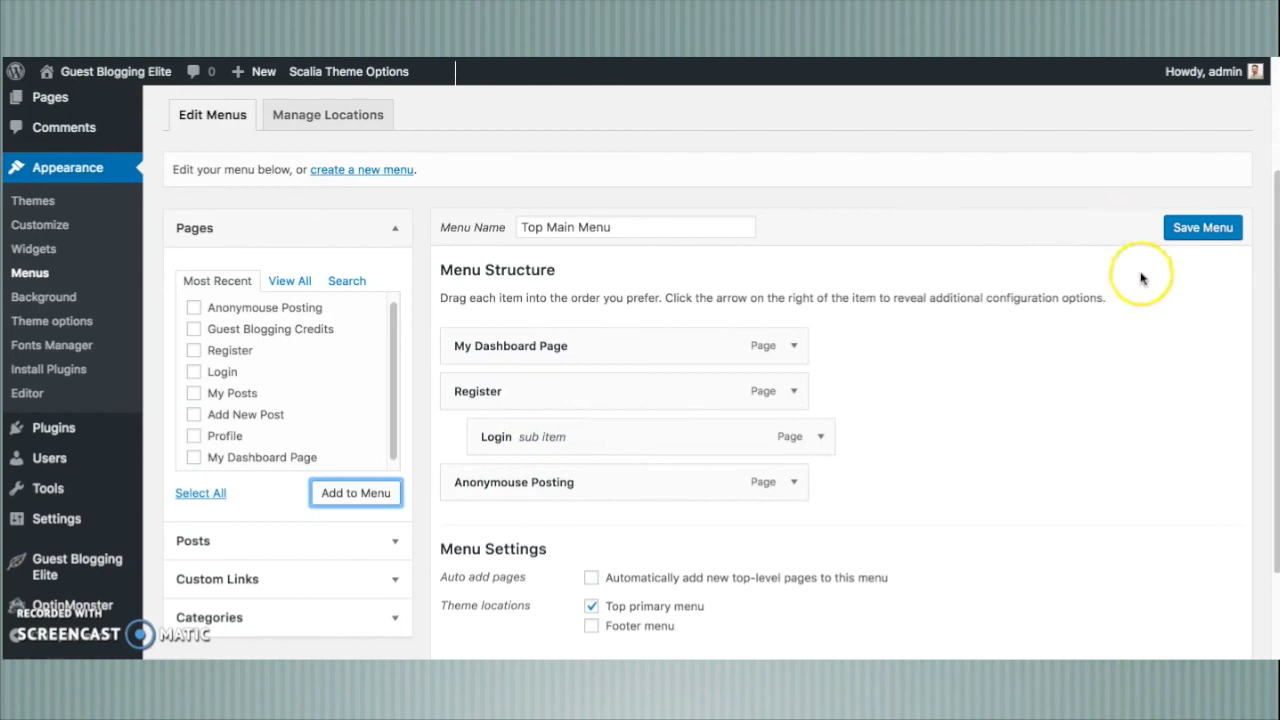 Guest Blogging Elite 0 New Scalia Theme Options Howdy, admin
Pages
Comments
Appearance
Themes
Customize
Widgets
Menus
Background
Theme options
Fonts Manager
Install Plugins
Editor
Plugins
Users
Tools
Settings
Guest Blogging
Elite
OptinMonster
RECORDED WITH
SCREENCAST MATIC
Edit Menus Manage Locations
Edit your menu below, or create a new menu.
Pages
Most Recent View All Search
Anonymouse Posting
Guest Blogging Credits
Register
Login
My Posts
Add New Post
Profile
My Dashboard Page
Select All Add to Menu
Posts
Custom Links
Categories
Menu Name Top Main Menu Save Menu
Menu Structure
Drag each item into the order you prefer. Click the arrow on the right of the item to reveal additional configuration options.
My Dashboard Page Page
Register Page
Login sub item Page
Anonymouse Posting Page
Menu Settings
Auto add pages Automatically add new top-level pages to this menu
Theme locations Top primary menu
Footer menu